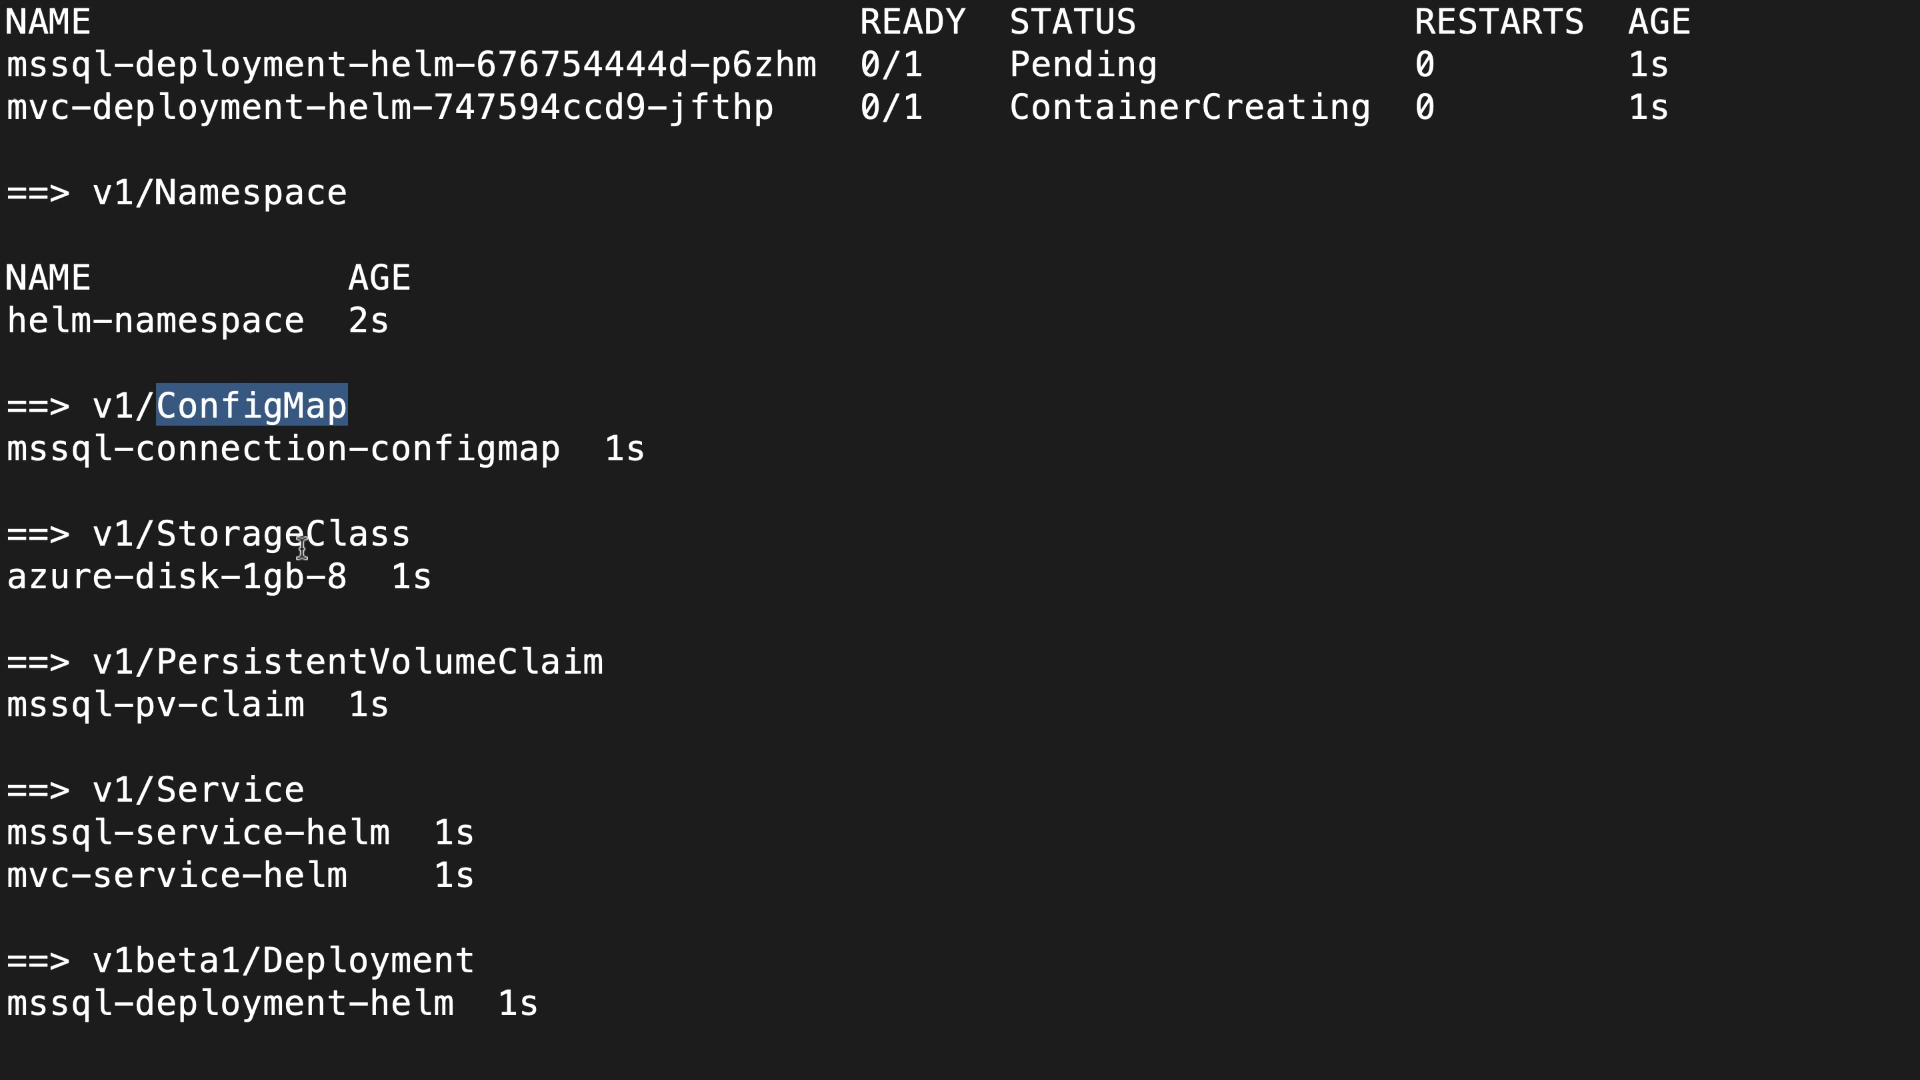 NAME READY STATUS RESTARTS AGE
mssql-deployment-helm-676754444d-p6zhm 0/1 Pending 0 1s
mvc-deployment-helm-747594ccd9-jfthp 0/1 ContainerCreating 0 1s
==> v1/Namespace
NAME AGE
helm-namespace 2s
==> v1/ConfigMap
mssql-connection-configmap 1s
==> v1/StorageClass
azure-disk-1gb-8 1s
==> v1/PersistentVolumeClaim
mssql-pv-claim 1s
==> v1/Service
mssql-service-helm 1s
mvc-service-helm 1s
==> v1beta1/Deployment
mssql-deployment-helm 1s